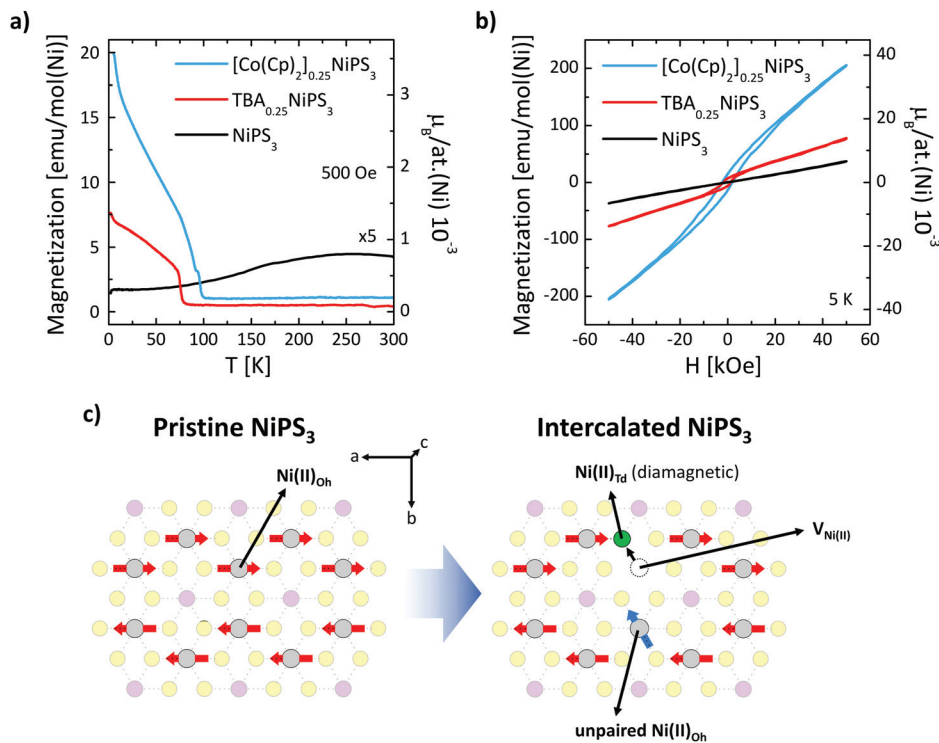 a)
Magnetization [emu/mol(Ni)]
20
15
10
5
0
[Co(Cp)₂]₀.₂₅NiPS₃
TBA₀.₂₅NiPS₃
NiPS₃
500 Oe
x5
3
2
1
0
μ_B/at.(Ni) 10⁻³
0 50 100 150 200 250 300
T [K]
b)
Magnetization [emu/mol(Ni)]
200
100
0
-100
-200
[Co(Cp)₂]₀.₂₅NiPS₃
TBA₀.₂₅NiPS₃
NiPS₃
5 K
40
20
0
-20
-40
μ_B/at.(Ni) 10⁻³
-60 -40 -20 0 20 40 60
H [kOe]
c)
Pristine NiPS₃
Ni(II)Oh
a
c
b
Intercalated NiPS₃
Ni(II)Td (diamagnetic)
V Ni(II)
unpaired Ni(II)Oh